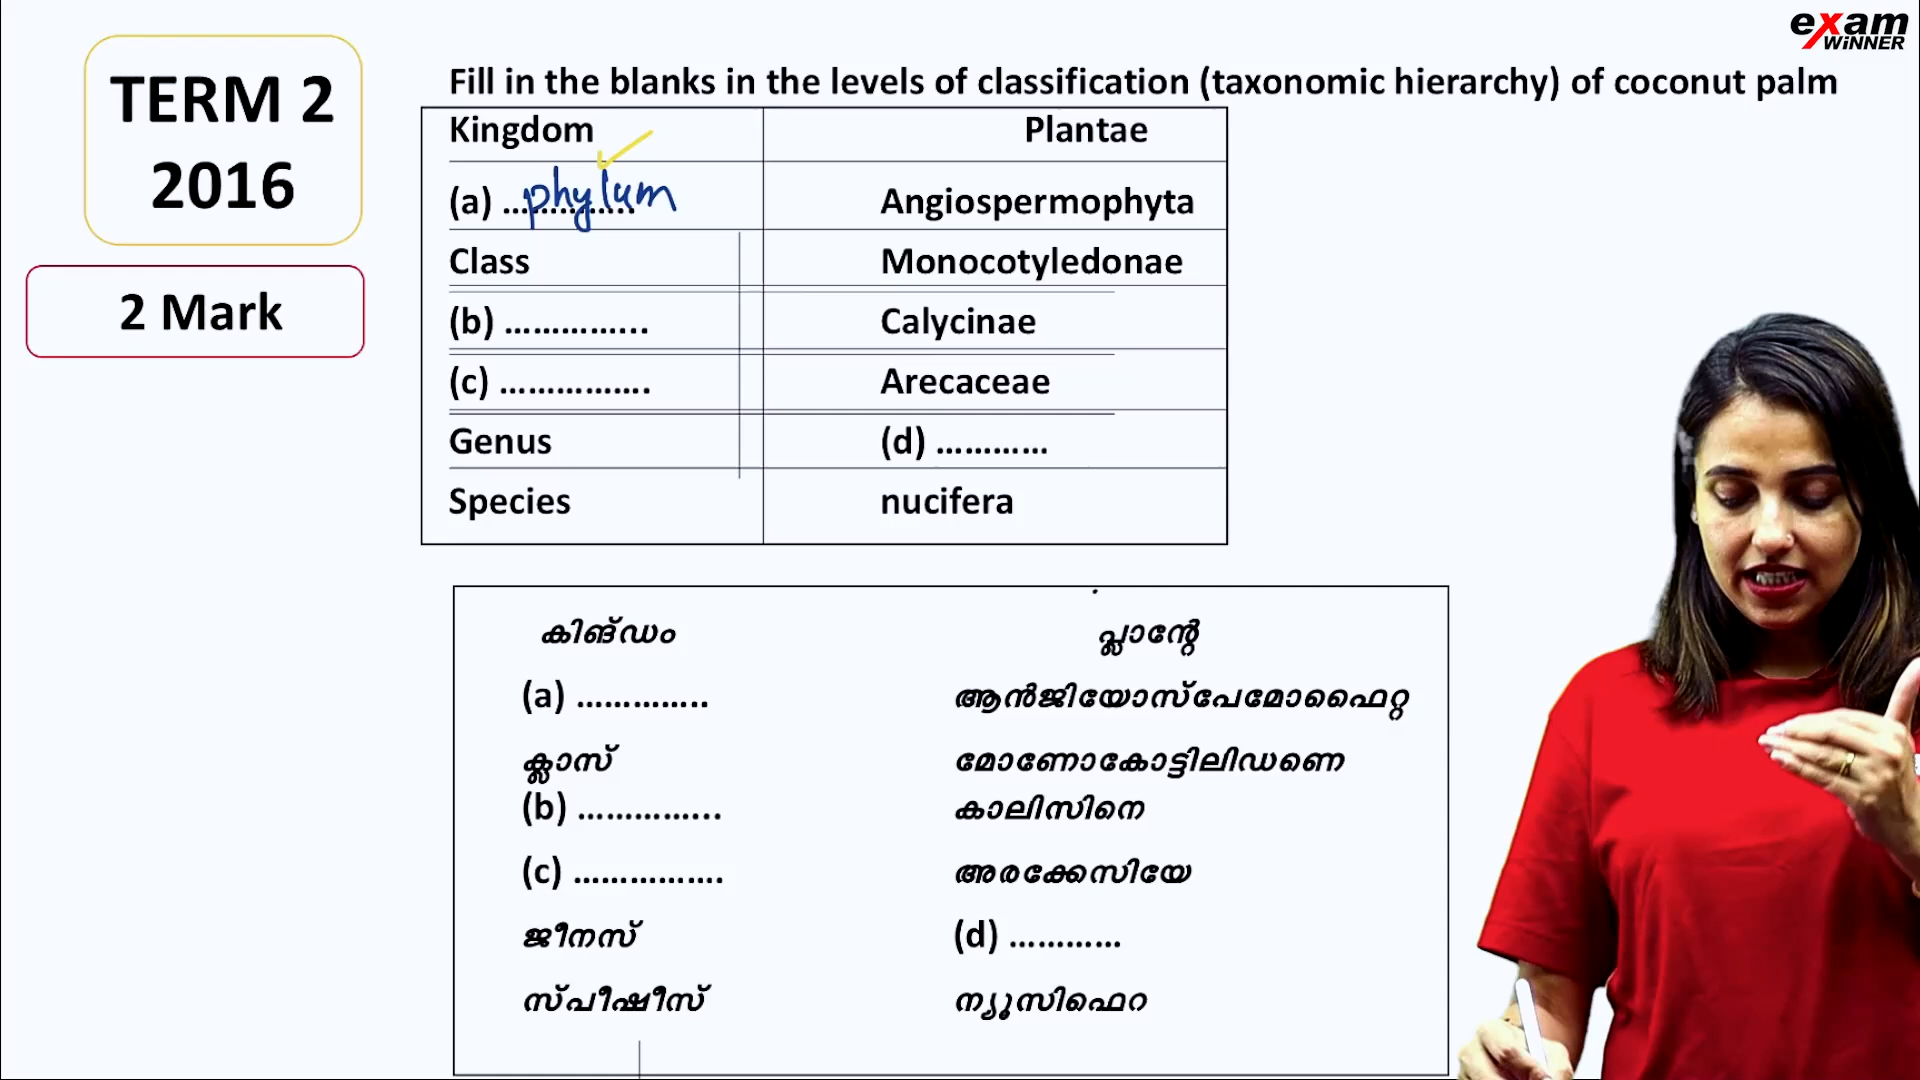 exam
WiNNER
TERM 2
2016
2 Mark
Fill in the blanks in the levels of classification (taxonomic hierarchy) of coconut palm
Kingdom Plantae
(a) ………….. phylum Angiospermophyta
Class Monocotyledonae
(b) …………... Calycinae
(c) ……………. Arecaceae
Genus (d) …………
Species nucifera
കിങ്ഡം പ്ലാന്റേ
(a) ………….. ആൻജിയോസ്പേമോഫൈറ്റ
ക്ലാസ് മോണോകോട്ടിലിഡണെ
(b) …………... കാലിസിനെ
(c) ……………. അരക്കേസിയേ
ജീനസ് (d) …………
സ്പീഷീസ് ന്യൂസിഫെറ